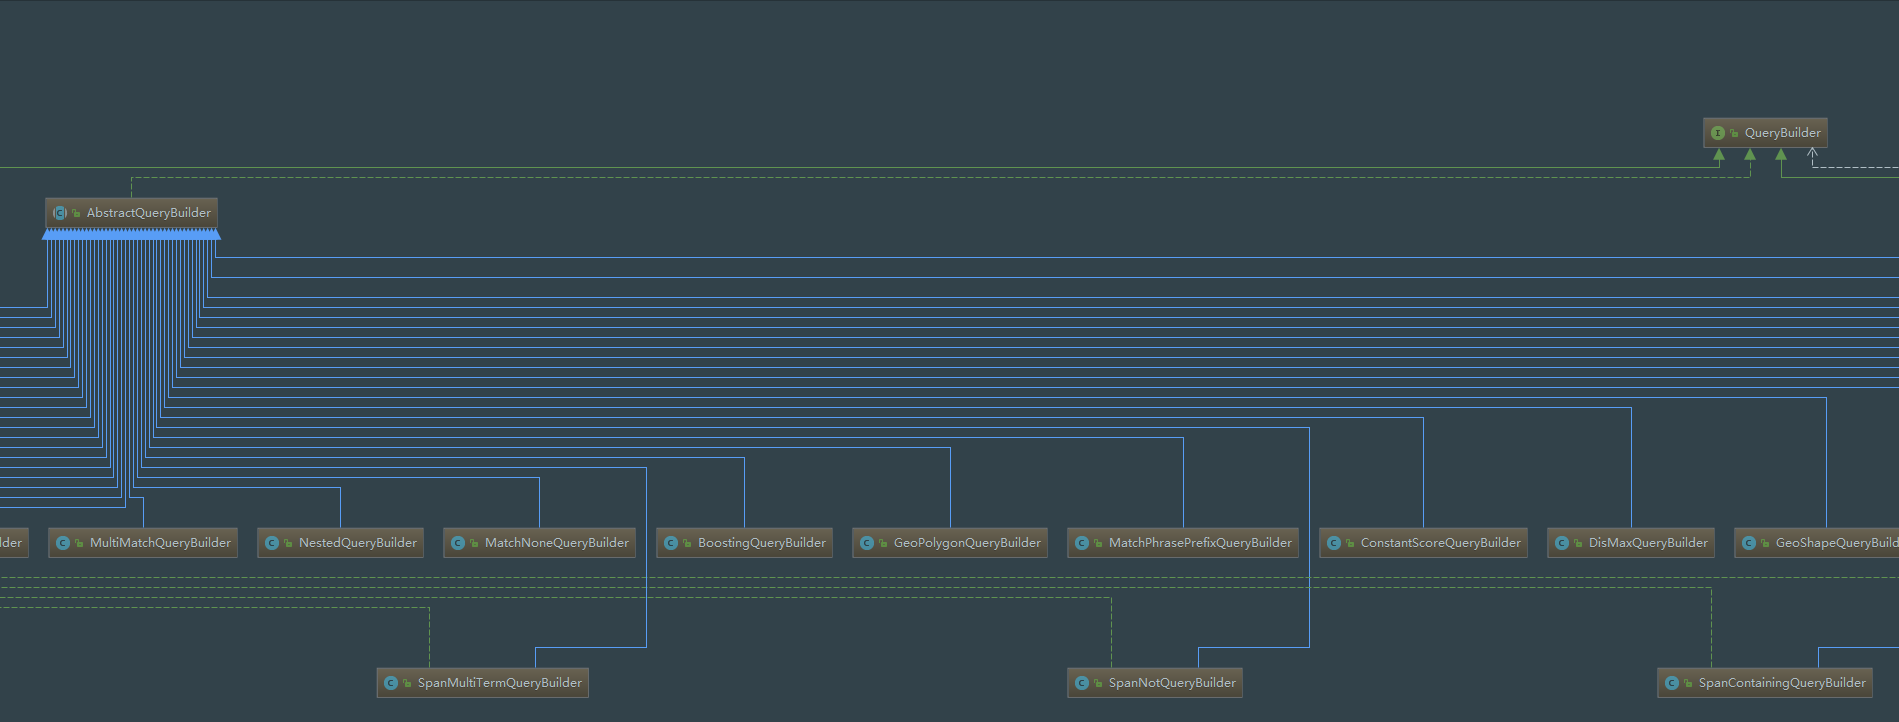 QueryBuilder
AbstractQueryBuilder
lder
MultiMatchQueryBuilder
NestedQueryBuilder
MatchNoneQueryBuilder
BoostingQueryBuilder
GeoPolygonQueryBuilder
MatchPhrasePrefixQueryBuilder
ConstantScoreQueryBuilder
DisMaxQueryBuilder
GeoShapeQueryBuild
SpanMultiTermQueryBuilder
SpanNotQueryBuilder
SpanContainingQueryBuilder